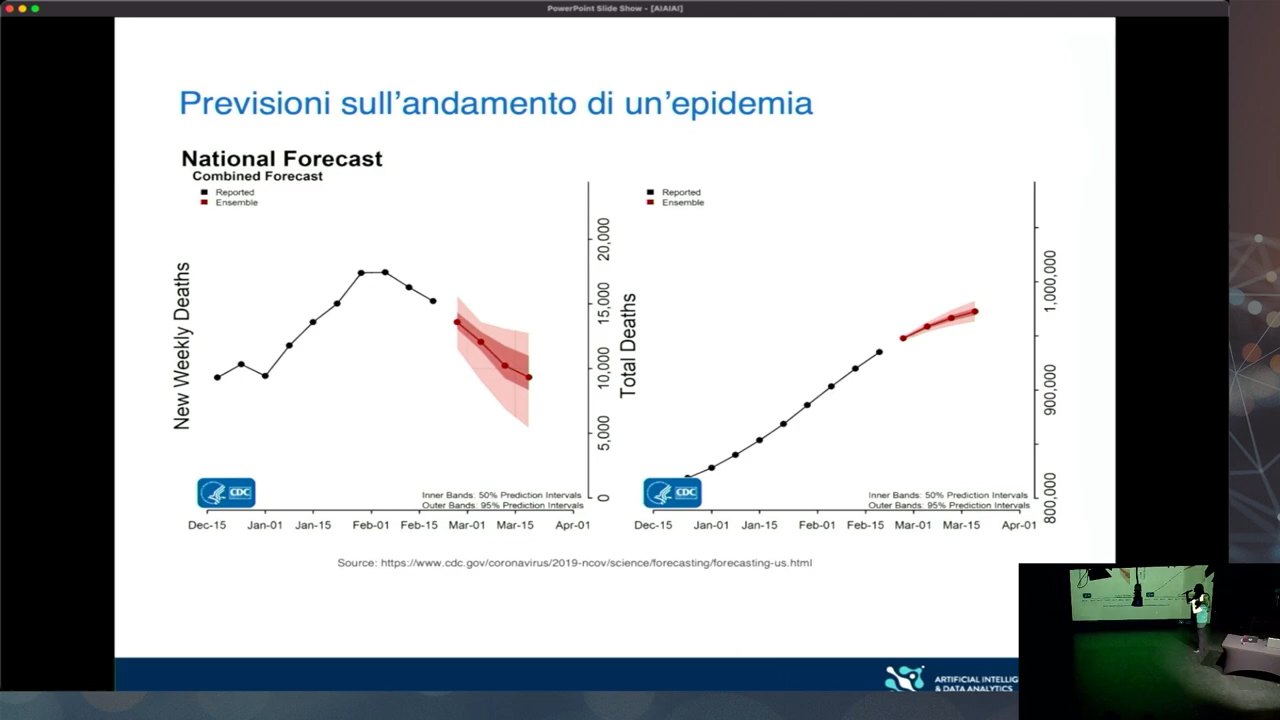 PowerPoint Slide Show - [AIAIAI]
Previsioni sull'andamento di un'epidemia
National Forecast
Combined Forecast
Reported
Ensemble
New Weekly Deaths
0
5,000
10,000
15,000
20,000
CDC
Inner Bands: 50% Prediction Intervals
Outer Bands: 95% Prediction Intervals
Dec-15 Jan-01 Jan-15 Feb-01 Feb-15 Mar-01 Mar-15 Apr-01
Reported
Ensemble
Total Deaths
800,000
900,000
1,000,000
CDC
Inner Bands: 50% Prediction Intervals
Outer Bands: 95% Prediction Intervals
Dec-15 Jan-01 Jan-15 Feb-01 Feb-15 Mar-01 Mar-15 Apr-01
Source: https://www.cdc.gov/coronavirus/2019-ncov/science/forecasting/forecasting-us.html
ARTIFICIAL INTELLIG
& DATA ANALYTICS